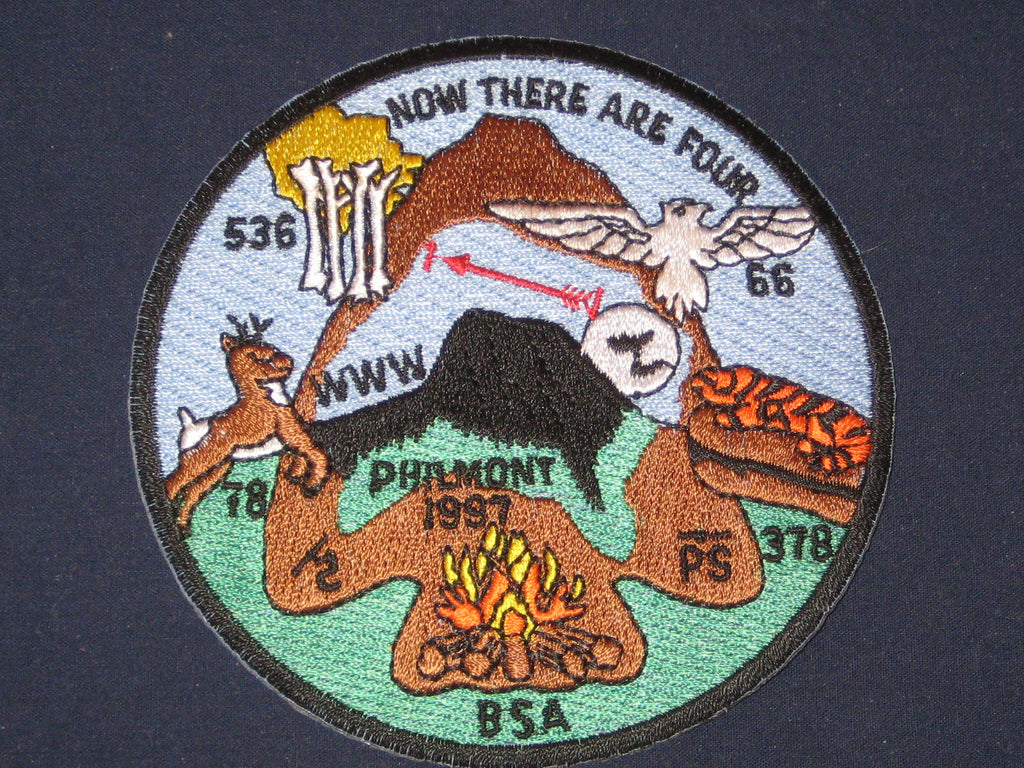 NOW THERE ARE FOUR
536
66
WWW
78
PHILMONT
1997
PS
378
BSA